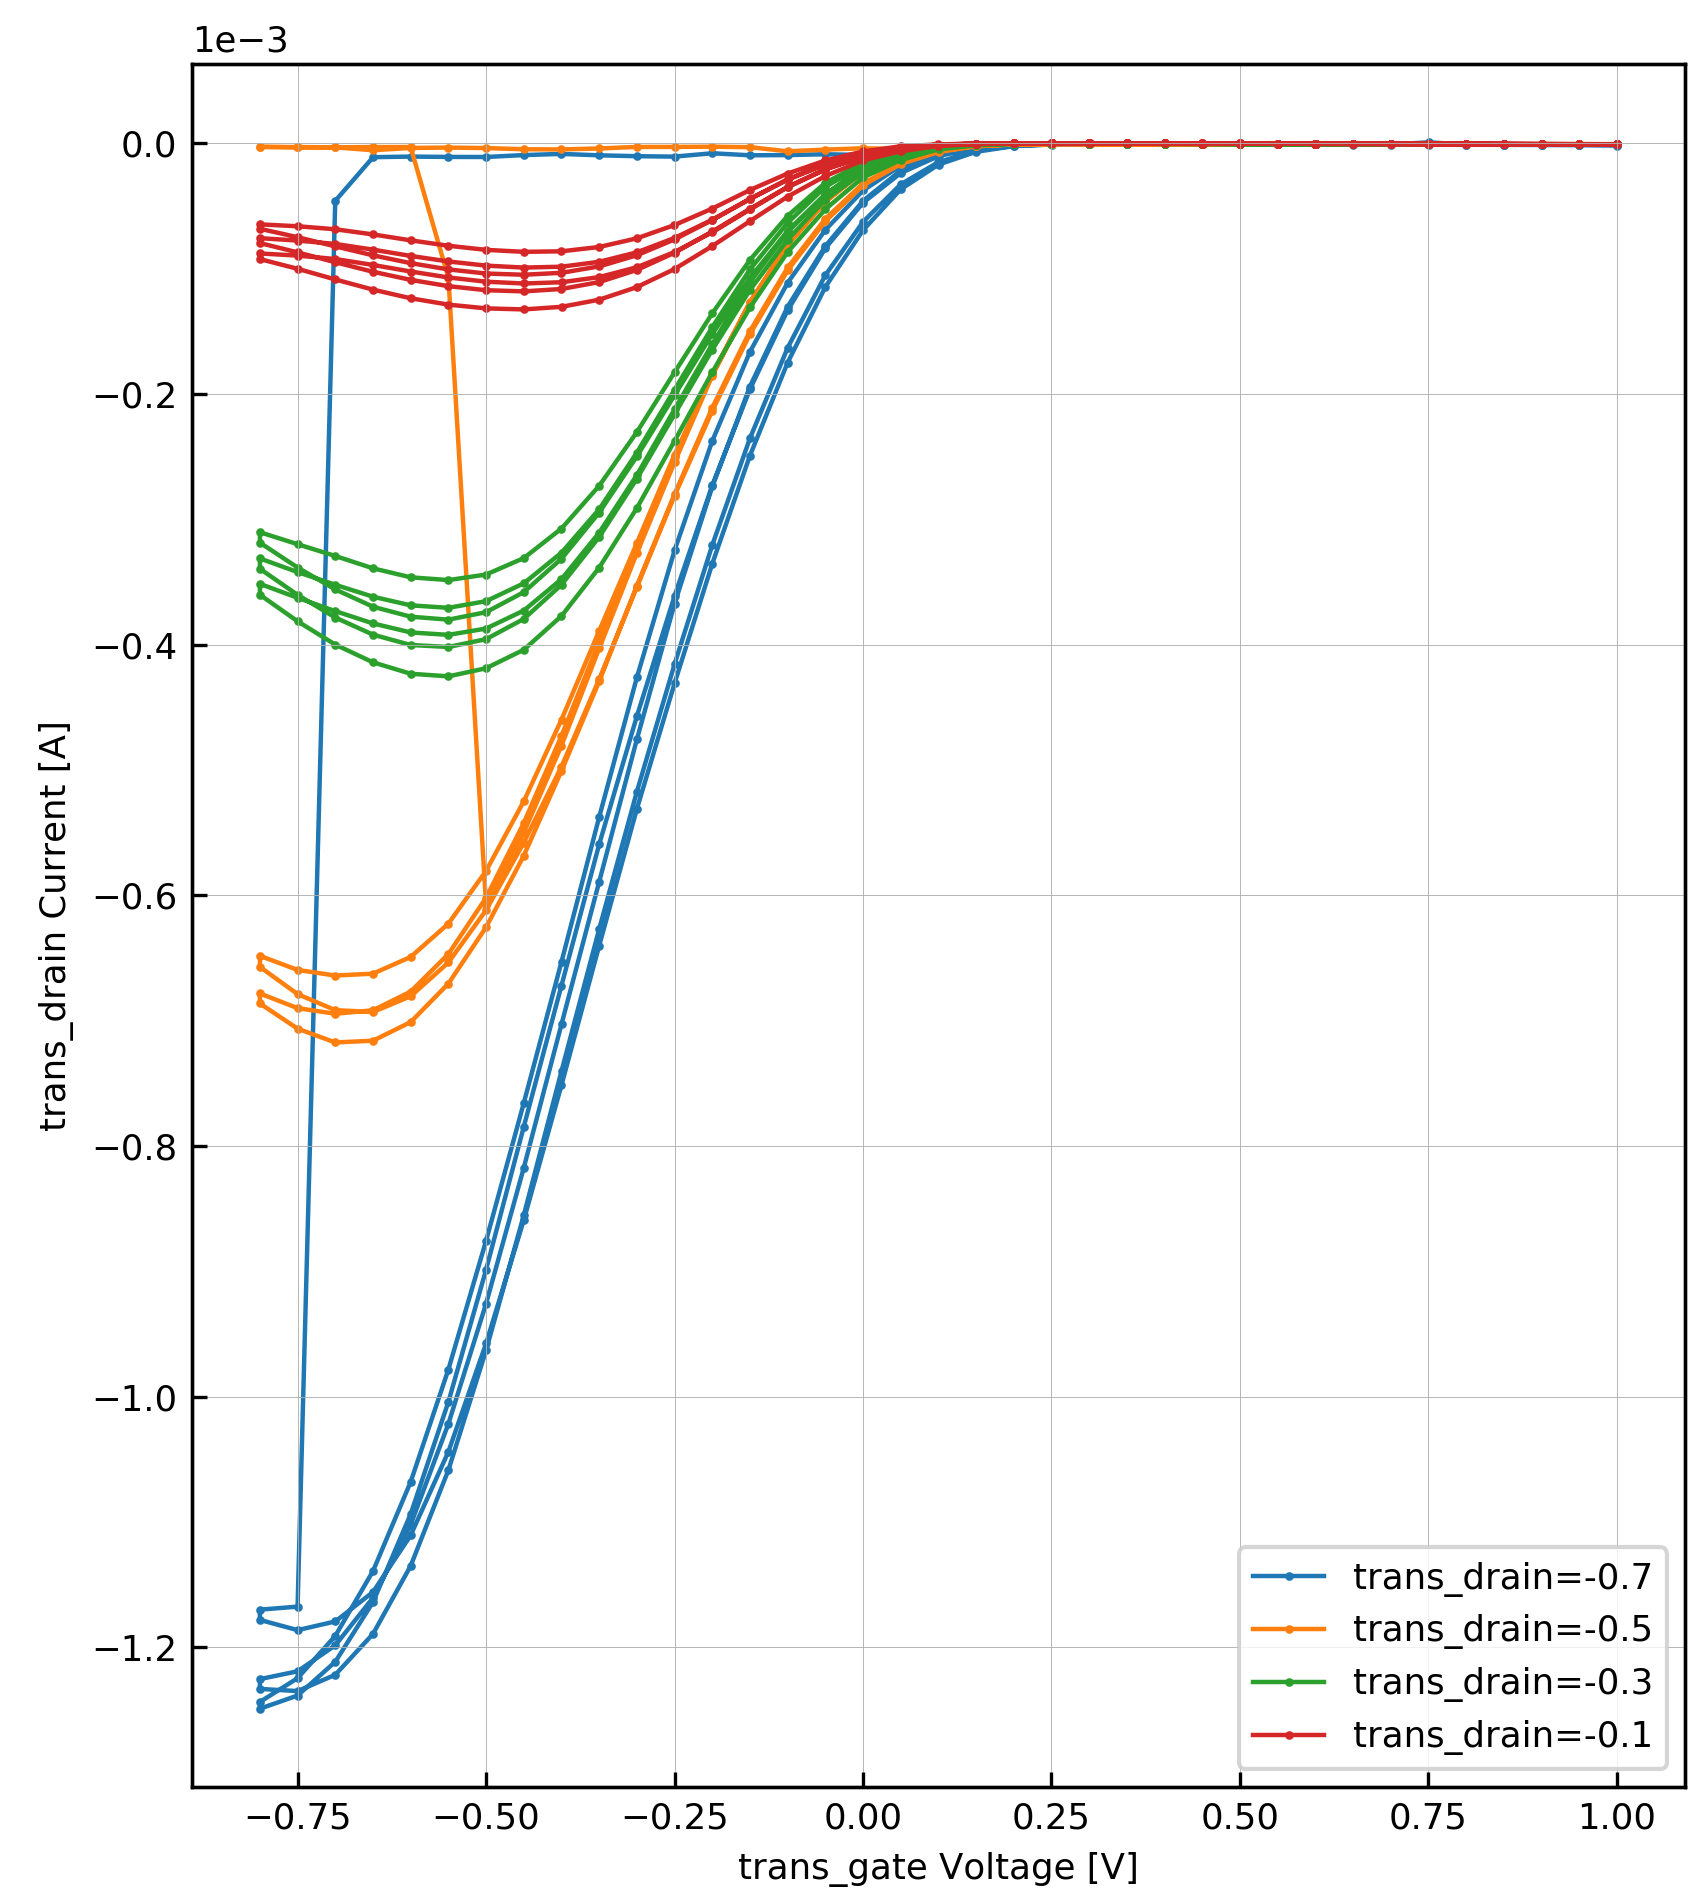 1e−3
0.0
−0.2
−0.4
−0.6
−0.8
−1.0
−1.2
trans_drain Current [A]
−0.75
−0.50
−0.25
0.00
0.25
0.50
0.75
1.00
trans_gate Voltage [V]
trans_drain=-0.7
trans_drain=-0.5
trans_drain=-0.3
trans_drain=-0.1